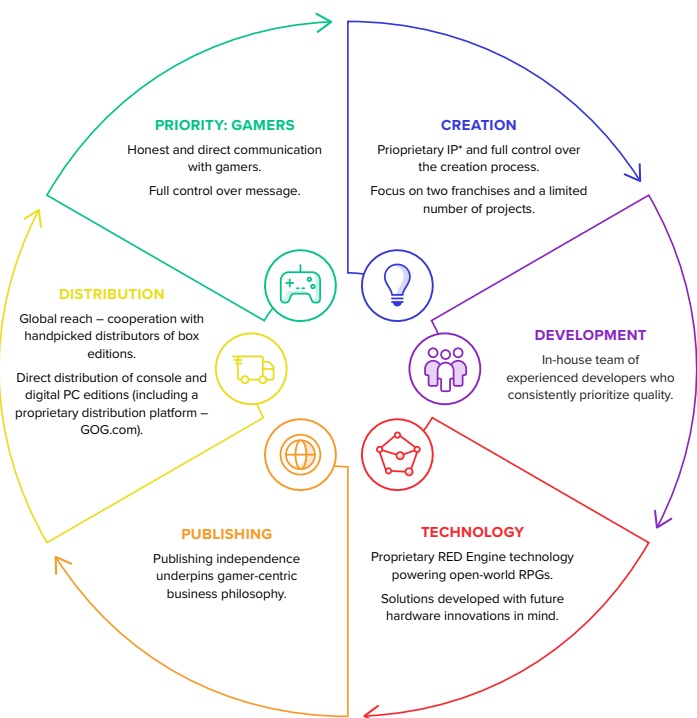 PRIORITY: GAMERS
Honest and direct communication
with gamers.
Full control over message.
CREATION
Prioprietary IP* and full control over
the creation process.
Focus on two franchises and a limited
number of projects.
DEVELOPMENT
In-house team of
experienced developers who
consistently prioritize quality.
TECHNOLOGY
Proprietary RED Engine technology
powering open-world RPGs.
Solutions developed with future
hardware innovations in mind.
PUBLISHING
Publishing independence
underpins gamer-centric
business philosophy.
DISTRIBUTION
Global reach – cooperation with
handpicked distributors of box
editions.
Direct distribution of console and
digital PC editions (including a
proprietary distribution platform –
GOG.com).